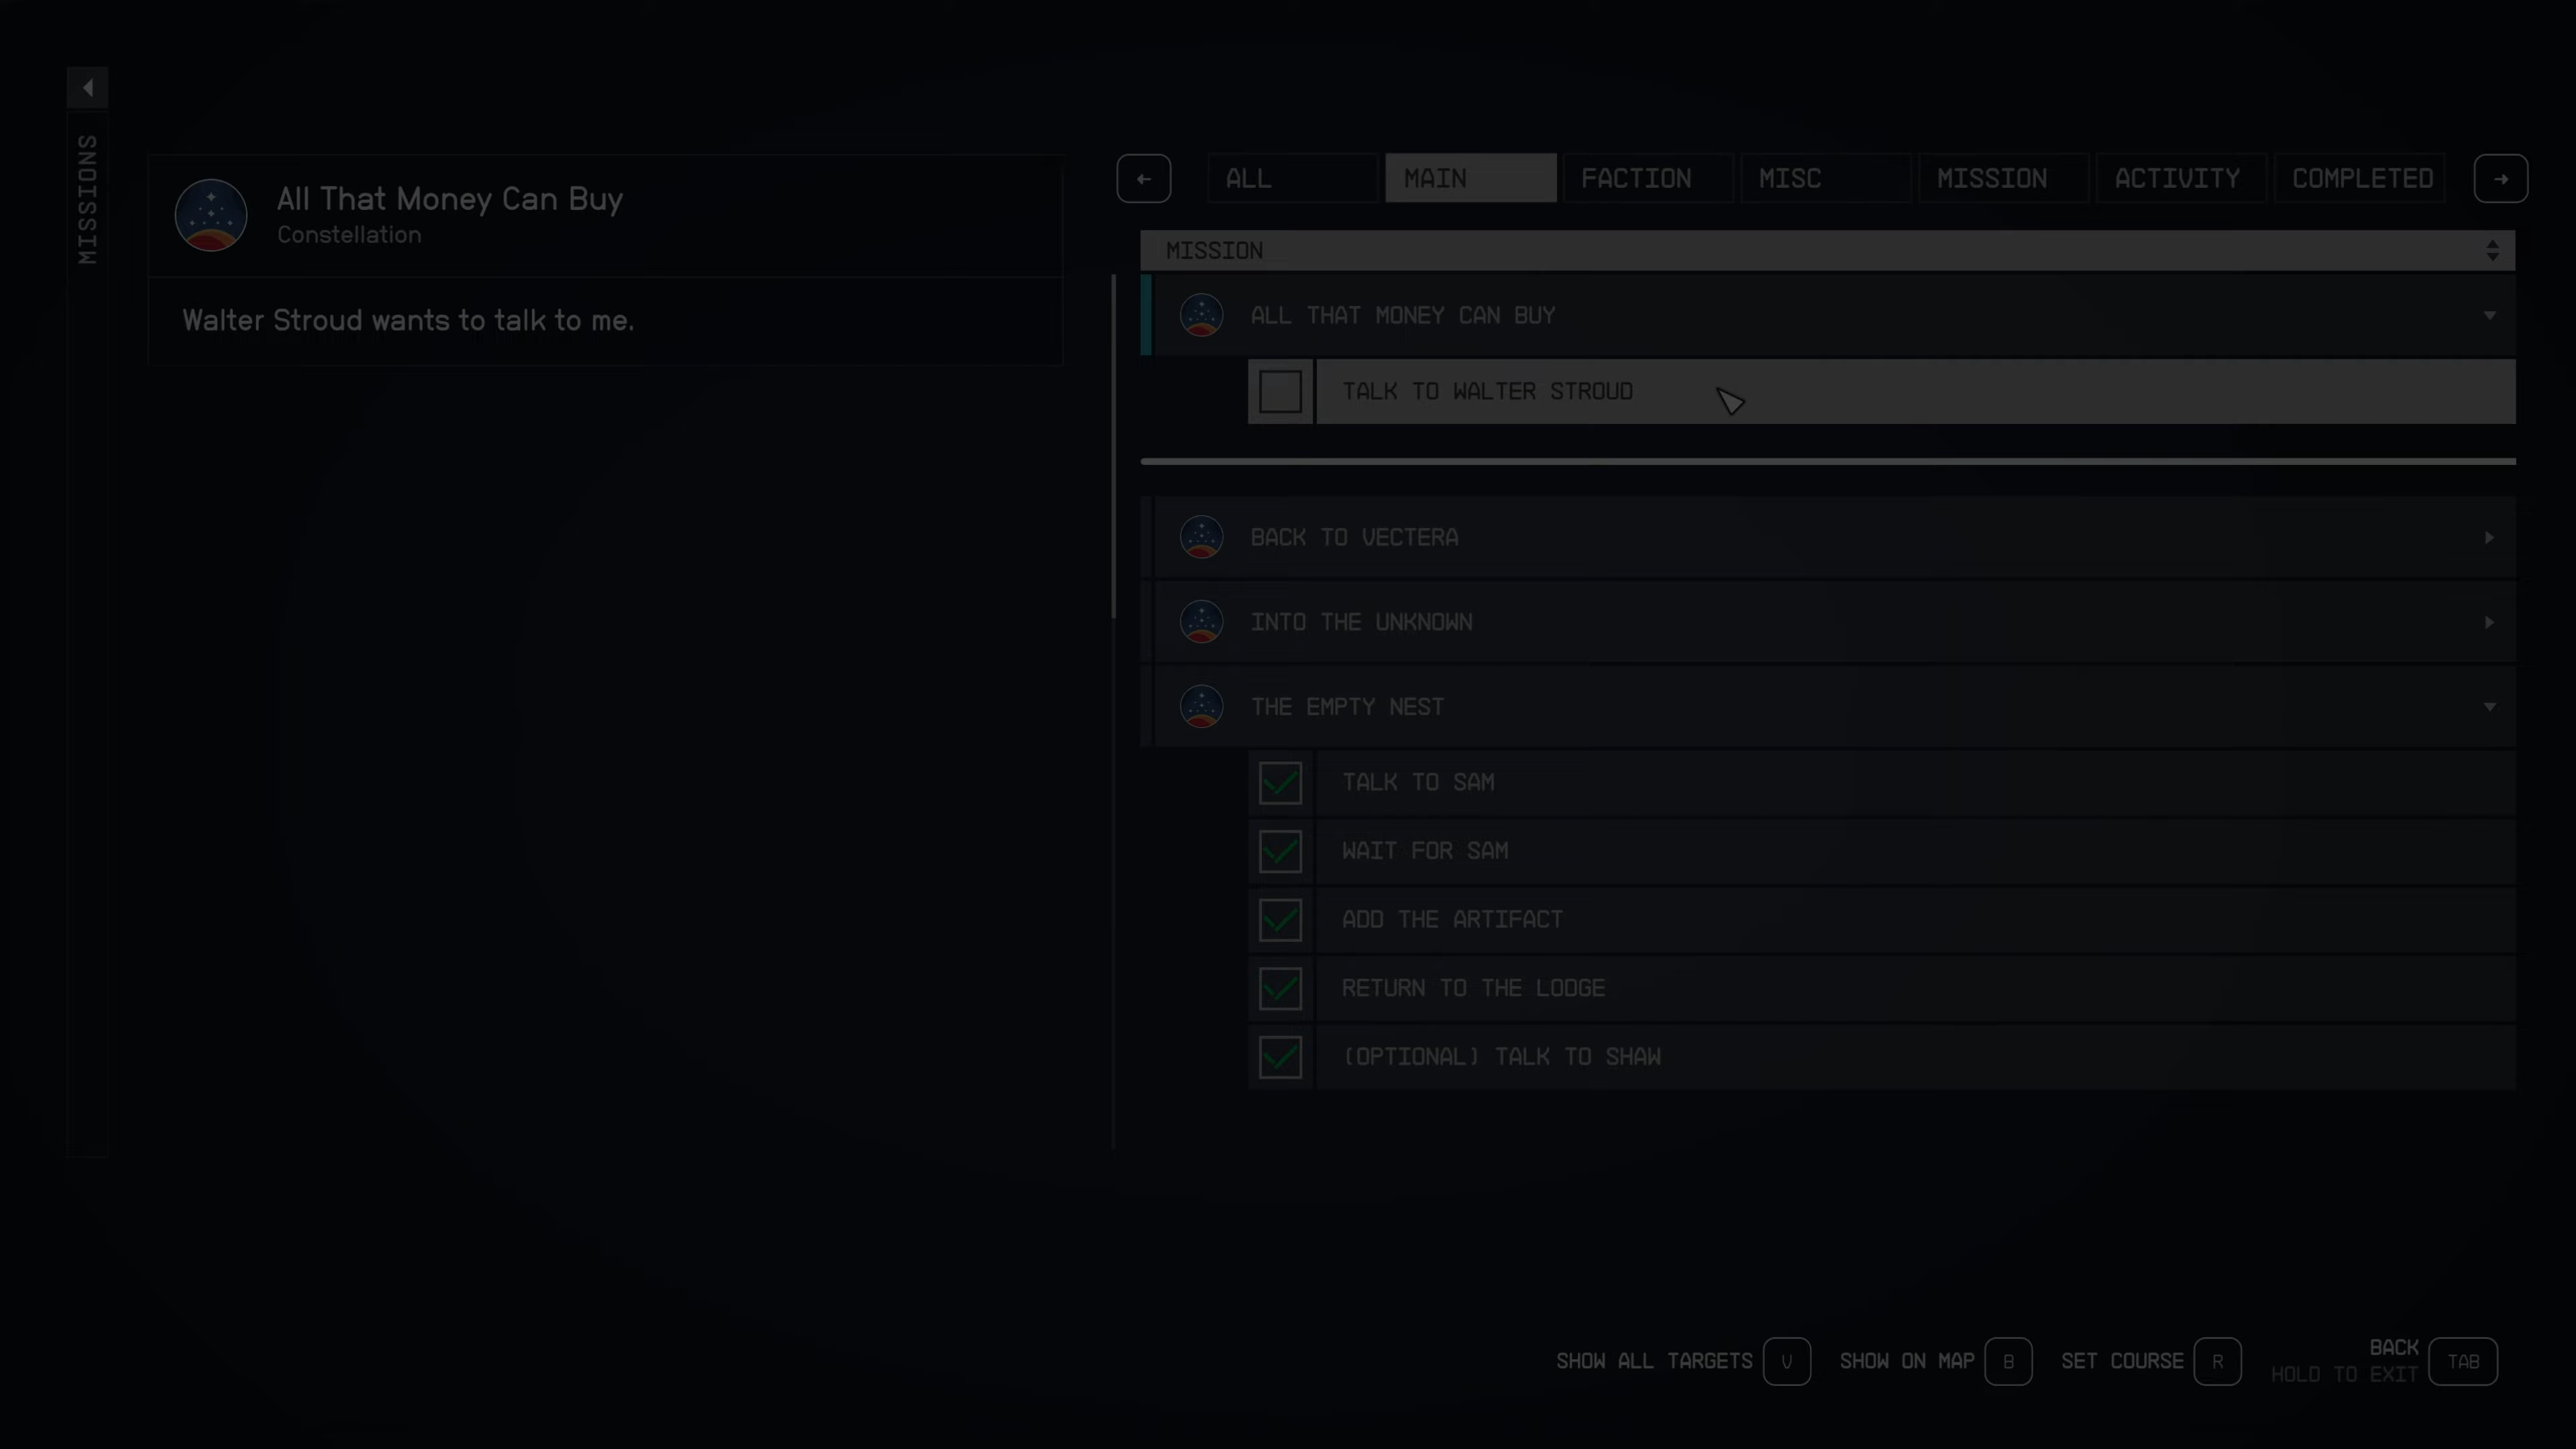 MISSIONS
All That Money Can Buy
Constellation
Walter Stroud wants to talk to me.
ALL MAIN FACTION MISC MISSION ACTIVITY COMPLETED
MISSION
ALL THAT MONEY CAN BUY
TALK TO WALTER STROUD
BACK TO VECTERA
INTO THE UNKNOWN
THE EMPTY NEST
TALK TO SAM
WAIT FOR SAM
ADD THE ARTIFACT
RETURN TO THE LODGE
(OPTIONAL) TALK TO SHAW
SHOW ALL TARGETS V SHOW ON MAP B SET COURSE R BACK TAB
HOLD TO EXIT